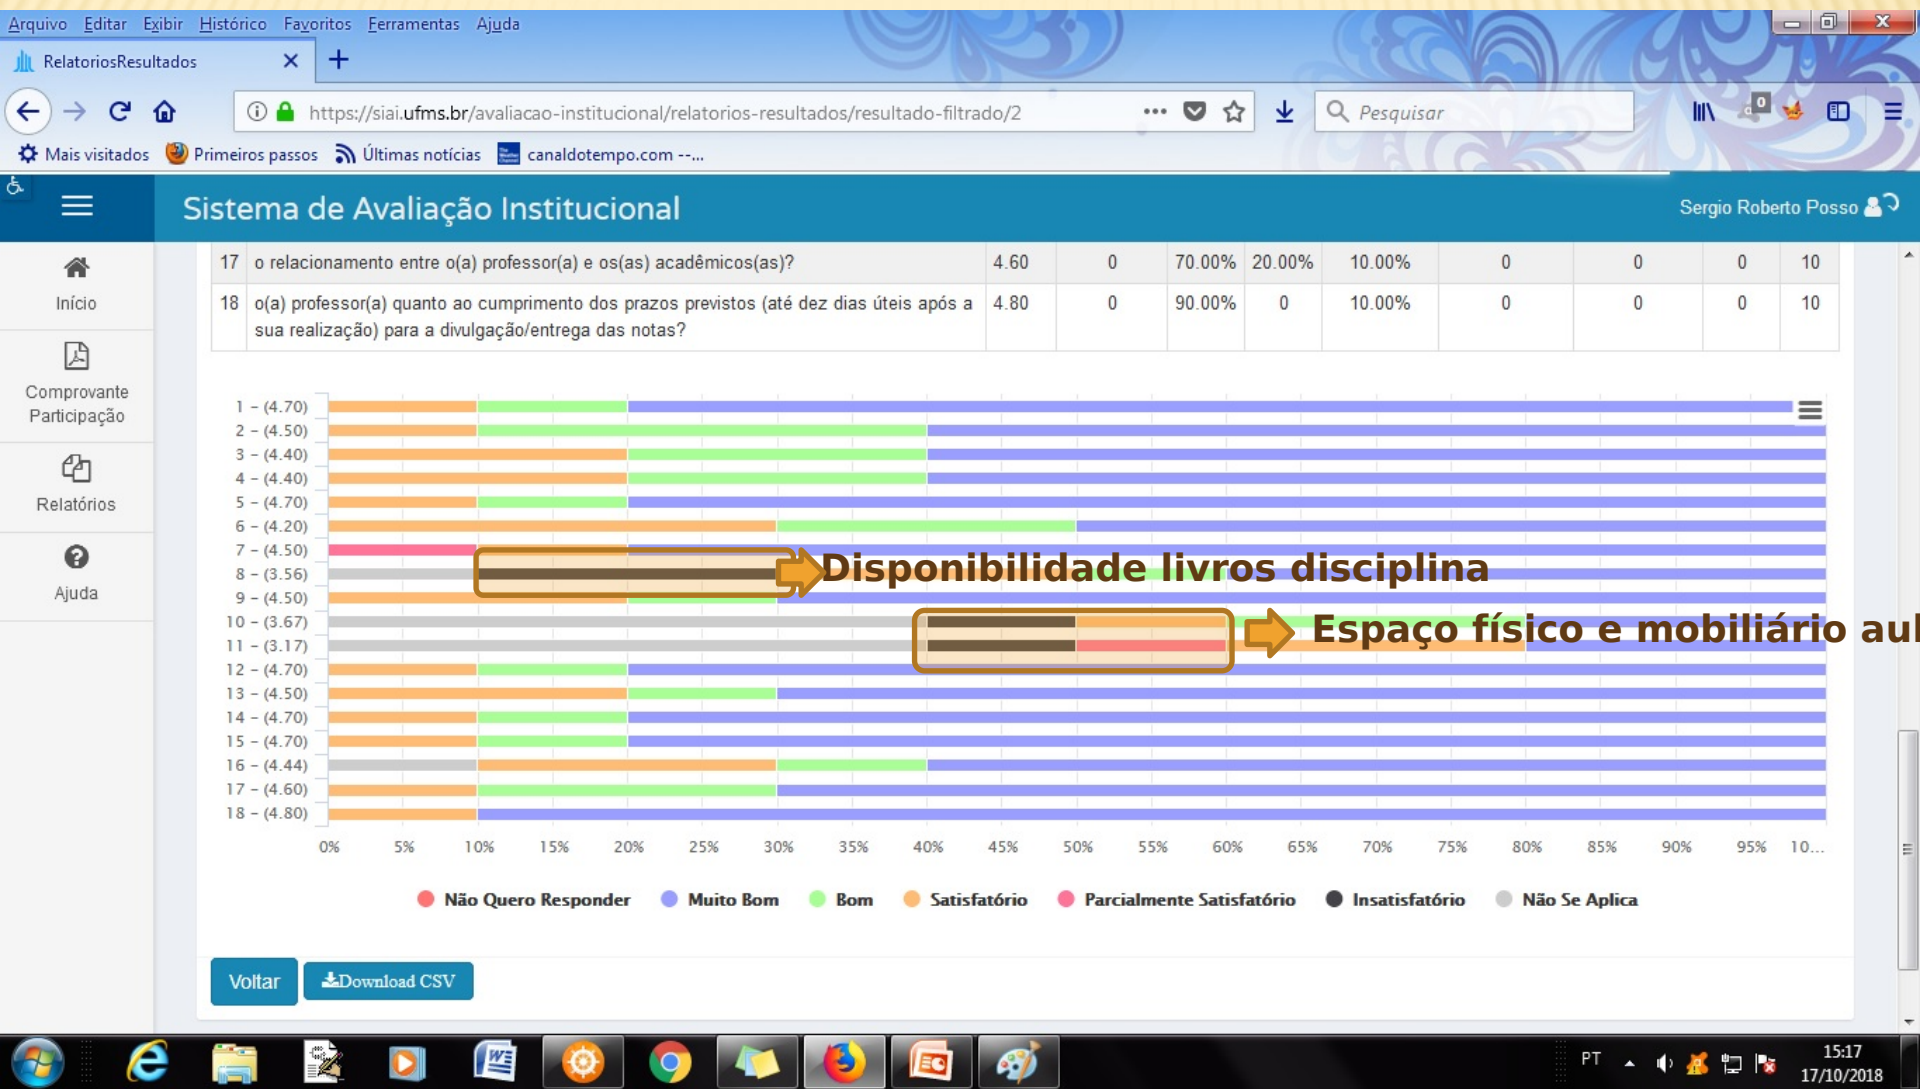 Arquivo Editar Exibir Histórico Favoritos Ferramentas Ajuda
RelatoriosResultados
https://siai.ufms.br/avaliacao-institucional/relatorios-resultados/resultado-filtrado/2
Pesquisar
0
Mais visitados Primeiros passos Últimas notícias canaldotempo.com --...
Sistema de Avaliação Institucional
Sergio Roberto Posso
Início
Comprovante
Participação
Relatórios
Ajuda
17 o relacionamento entre o(a) professor(a) e os(as) acadêmicos(as)? 4.60 0 70.00% 20.00% 10.00% 0 0 0 10
18 o(a) professor(a) quanto ao cumprimento dos prazos previstos (até dez dias úteis após a 4.80 0 90.00% 0 10.00% 0 0 0 10
sua realização) para a divulgação/entrega das notas?
1 - (4.70)
2 - (4.50)
3 - (4.40)
4 - (4.40)
5 - (4.70)
6 - (4.20)
7 - (4.50)
8 - (3.56)
Disponibilidade livros disciplina
9 - (4.50)
10 - (3.67)
Espaço físico e mobiliário aul
11 - (3.17)
12 - (4.70)
13 - (4.50)
14 - (4.70)
15 - (4.70)
16 - (4.44)
17 - (4.60)
18 - (4.80)
0% 5% 10% 15% 20% 25% 30% 35% 40% 45% 50% 55% 60% 65% 70% 75% 80% 85% 90% 95% 10...
Não Quero Responder Muito Bom Bom Satisfatório Parcialmente Satisfatório Insatisfatório Não Se Aplica
Voltar Download CSV
PT
15:17
17/10/2018